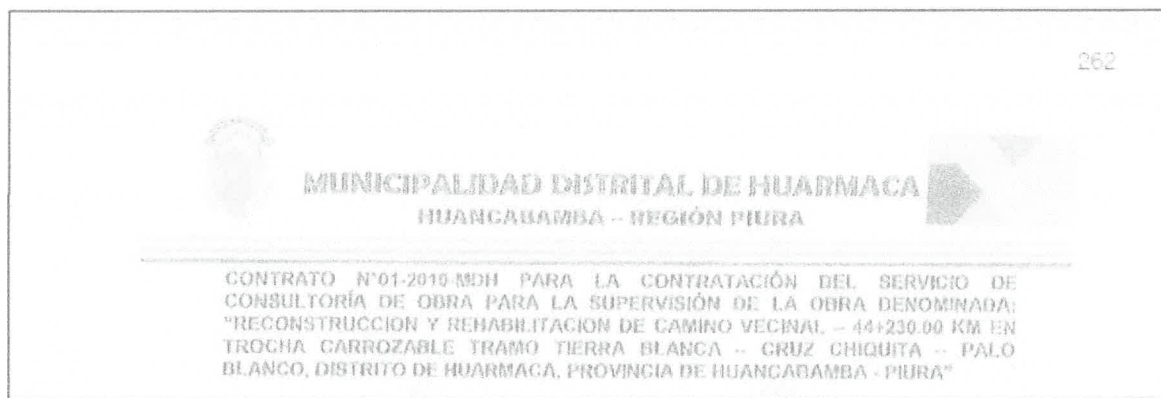 262
MUNICIPALIDAD DISTRITAL DE HUARMACA
HUANCABAMBA – REGIÓN PIURA
CONTRATO N°01-2019-MDH PARA LA CONTRATACIÓN DEL SERVICIO DE
CONSULTORÍA DE OBRA PARA LA SUPERVISIÓN DE LA OBRA DENOMINADA:
"RECONSTRUCCION Y REHABILITACION DE CAMINO VECINAL – 44+230.00 KM EN
TROCHA CARROZABLE TRAMO TIERRA BLANCA – CRUZ CHIQUITA – PALO
BLANCO, DISTRITO DE HUARMACA, PROVINCIA DE HUANCABAMBA - PIURA"